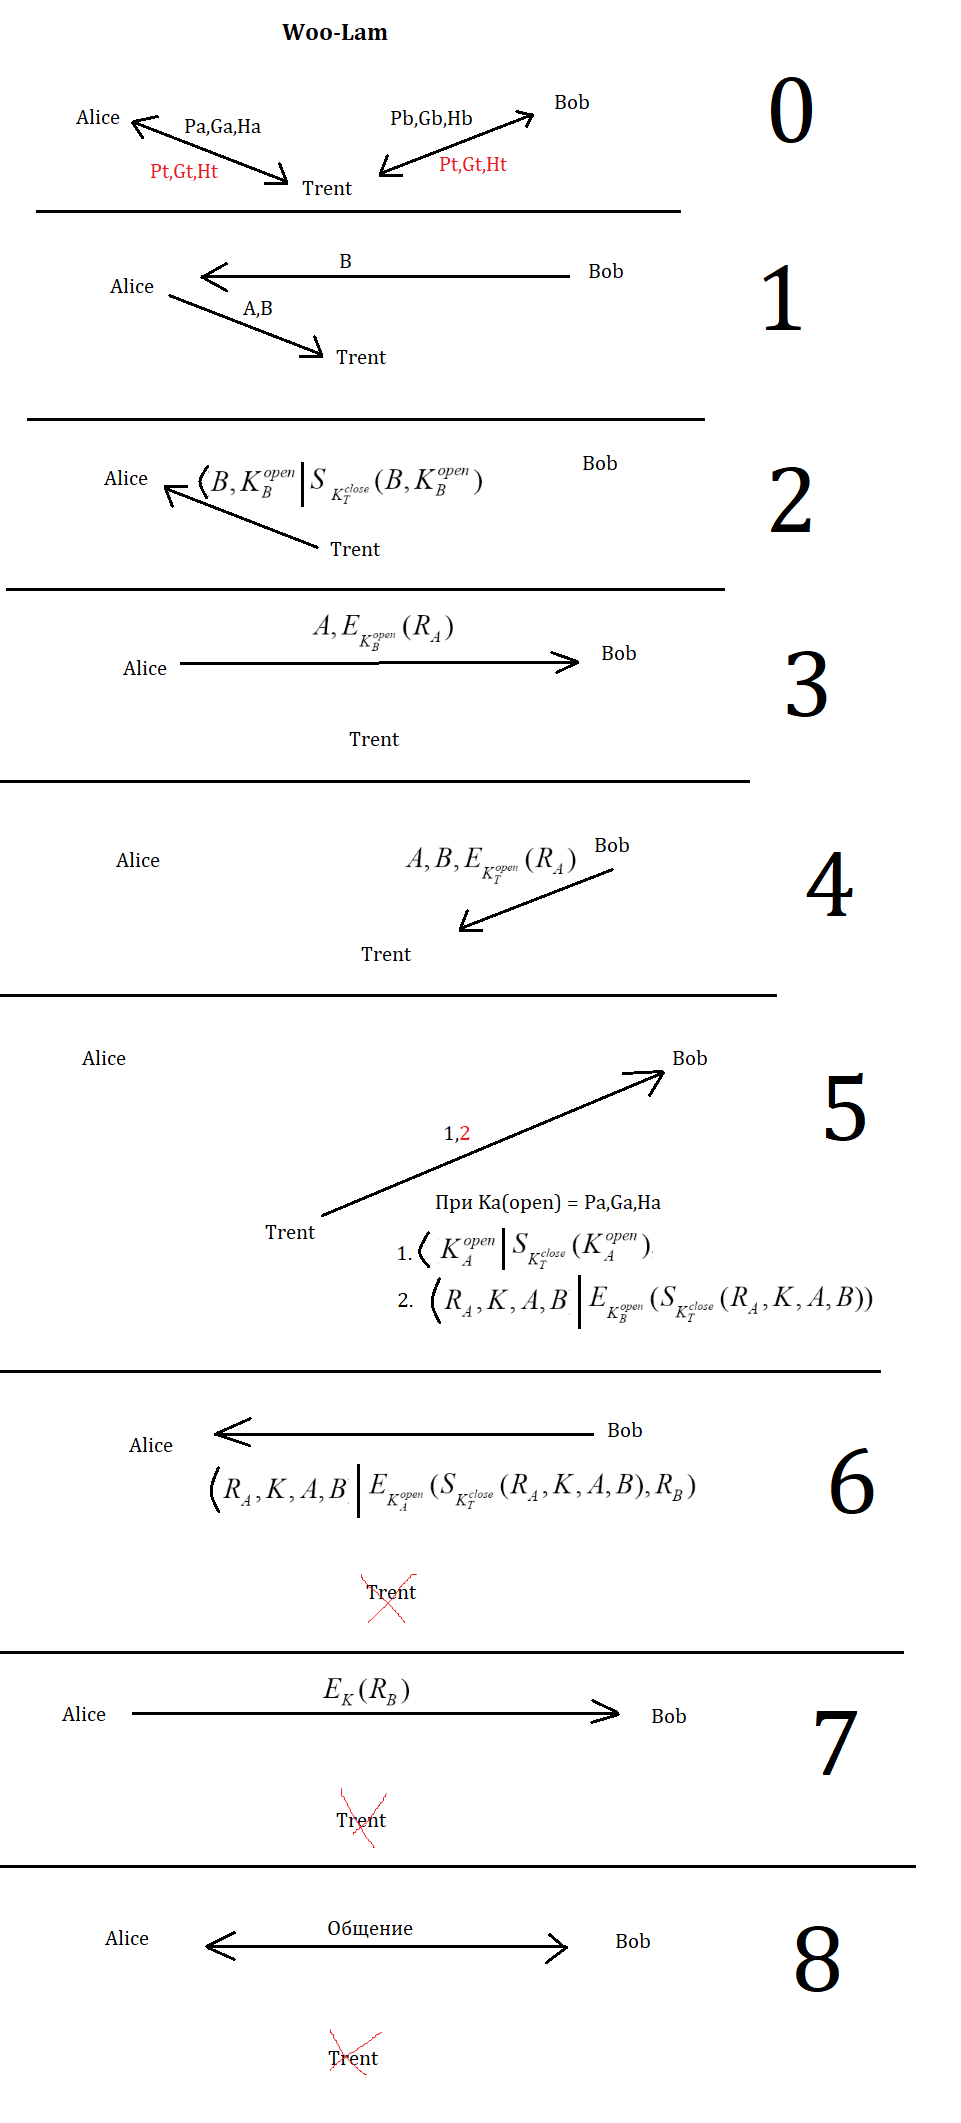 Woo-Lam
0
Alice
Pa,Ga,Ha
Pt,Gt,Ht
Trent
Pb,Gb,Hb
Pt,Gt,Ht
Bob
1
B
Bob
Alice
A,B
Trent
2
Alice
(B, K_B^open | S_{K_T^close}(B, K_B^open)
Bob
Trent
3
A, E_{K_B^open}(R_A)
Alice
Bob
Trent
4
Alice
A, B, E_{K_T^open}(R_A)
Bob
Trent
5
Alice
Bob
1,2
Trent
При Ka(open) = Pa,Ga,Ha
1. (K_A^open | S_{K_T^close}(K_A^open)
2. (R_A, K, A, B | E_{K_B^open}(S_{K_T^close}(R_A, K, A, B))
6
Alice
Bob
(R_A, K, A, B | E_{K_A^open}(S_{K_T^close}(R_A, K, A, B), R_B)
Trent
7
E_K(R_B)
Alice
Bob
Trent
8
Alice
Общение
Bob
Trent